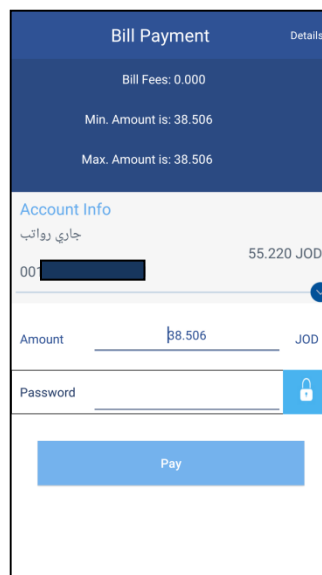 Bill Payment
Details
Bill Fees: 0.000
Min. Amount is: 38.506
Max. Amount is: 38.506
Account Info
جاري رواتب
55.220 JOD
001
Amount 38.506 JOD
Password
Pay